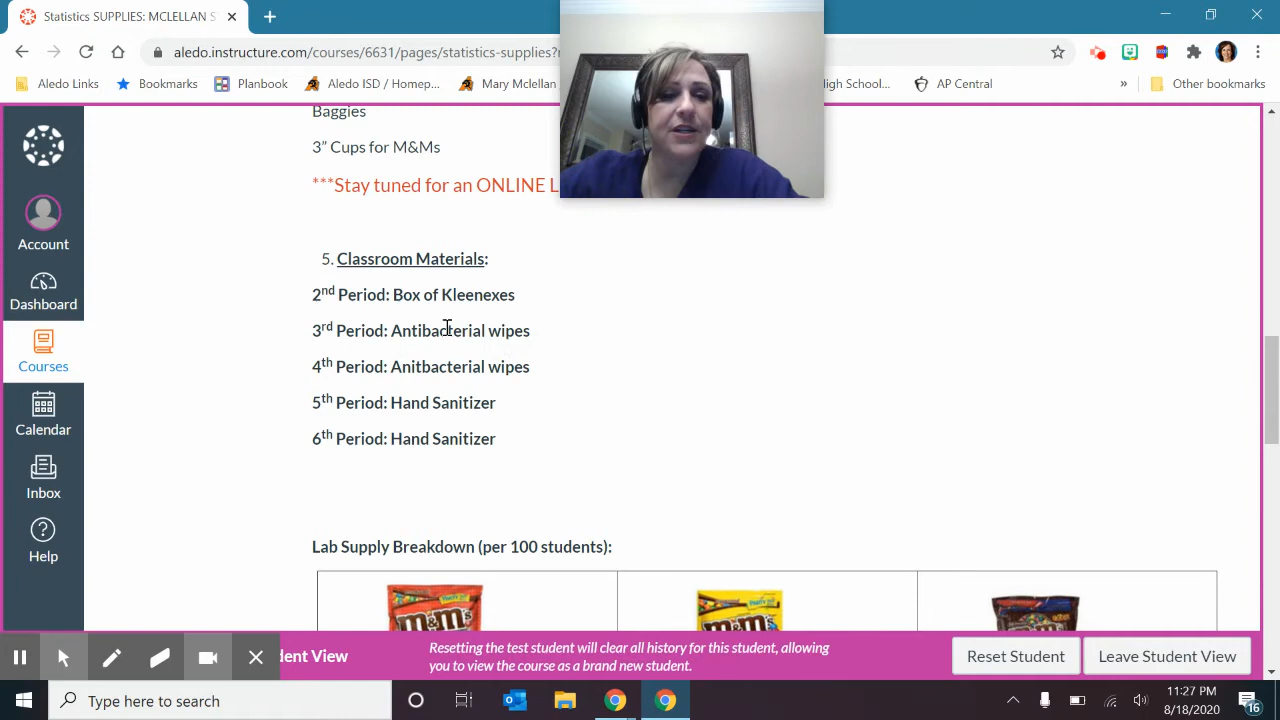 Statistics SUPPLIES: MCLELLAN S
aledo.instructure.com/courses/6631/pages/statistics-supplies?
Aledo Links
Bookmarks
Planbook
Aledo ISD / Homep...
Mary Mclellan
High School...
AP Central
»
Other bookmarks
Baggies
3” Cups for M&Ms
***Stay tuned for an ONLINE L
5. Classroom Materials:
2nd Period: Box of Kleenexes
3rd Period: Antibacterial wipes
4th Period: Anitbacterial wipes
5th Period: Hand Sanitizer
6th Period: Hand Sanitizer
Lab Supply Breakdown (per 100 students):
m&m's
m&m's
m&m's
Account
Dashboard
Courses
Calendar
Inbox
Help
dent View
Resetting the test student will clear all history for this student, allowing
you to view the course as a brand new student.
Reset Student
Leave Student View
Type here to search
11:27 PM
8/18/2020
16